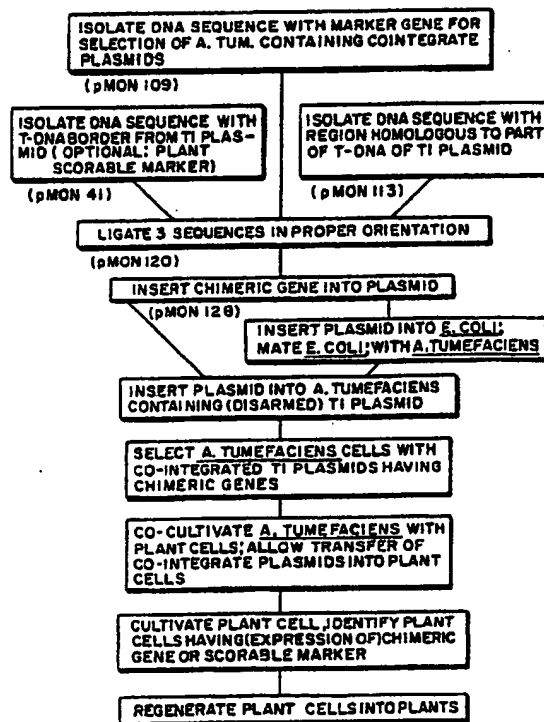 ISOLATE DNA SEQUENCE WITH MARKER GENE FOR
SELECTION OF A. TUM. CONTAINING COINTEGRATE
PLASMIDS
(pMON 109)
ISOLATE DNA SEQUENCE WITH
T-DNA BORDER FROM TI PLAS-
MID (OPTIONAL: PLANT
SCORABLE MARKER)
(pMON 41)
ISOLATE DNA SEQUENCE WITH
REGION HOMOLOGOUS TO PART
OF T-DNA OF TI PLASMID
(pMON 113)
LIGATE 3 SEQUENCES IN PROPER ORIENTATION
(pMON 120)
INSERT CHIMERIC GENE INTO PLASMID
(pMON 128)
INSERT PLASMID INTO E. COLI;
MATE E. COLI; WITH A. TUMEFACIENS
INSERT PLASMID INTO A. TUMEFACIENS
CONTAINING (DISARMED) TI PLASMID
SELECT A. TUMEFACIENS CELLS WITH
CO-INTEGRATED TI PLASMIDS HAVING
CHIMERIC GENES
CO-CULTIVATE A. TUMEFACIENS WITH
PLANT CELLS; ALLOW TRANSFER OF
CO-INTEGRATE PLASMIDS INTO PLANT
CELLS
CULTIVATE PLANT CELL, IDENTIFY PLANT
CELLS HAVING (EXPRESSION OF) CHIMERIC
GENE OR SCORABLE MARKER
REGENERATE PLANT CELLS INTO PLANTS